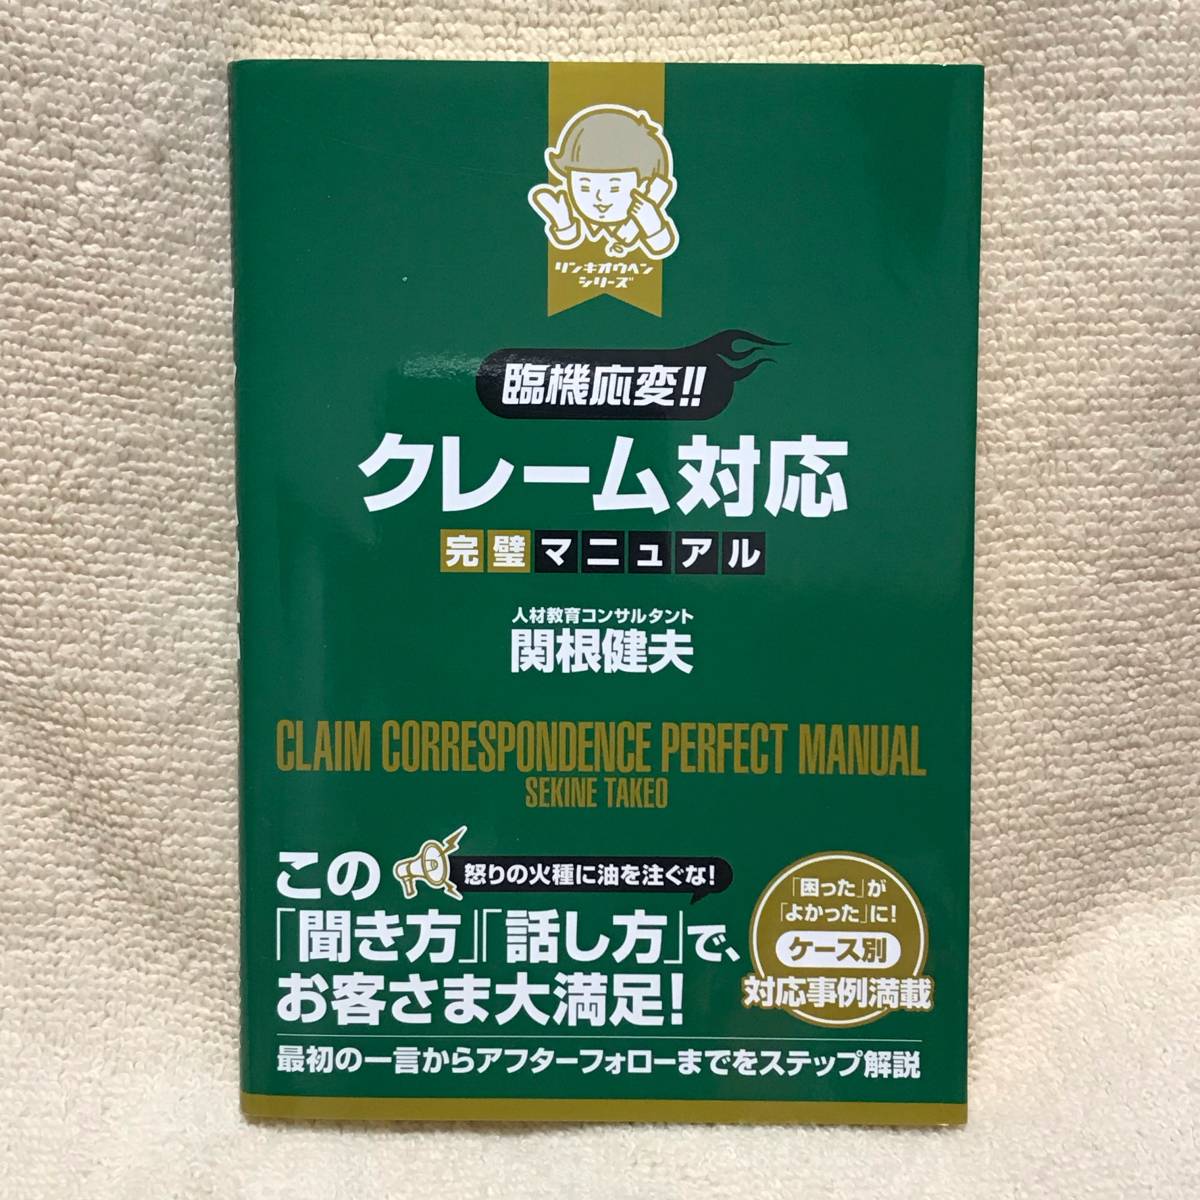 リンキオウヘン
シリーズ
臨機応変!!
クレーム対応
完璧マニュアル
人材教育コンサルタント
関根健夫
CLAIM CORRESPONDENCE PERFECT MANUAL
SEKINE TAKEO
怒りの火種に油を注ぐな!
この
「聞き方」「話し方」で、
お客さま大満足!
「困った」が
「よかった」に!
ケース別
対応事例満載
最初の一言からアフターフォローまでをステップ解説